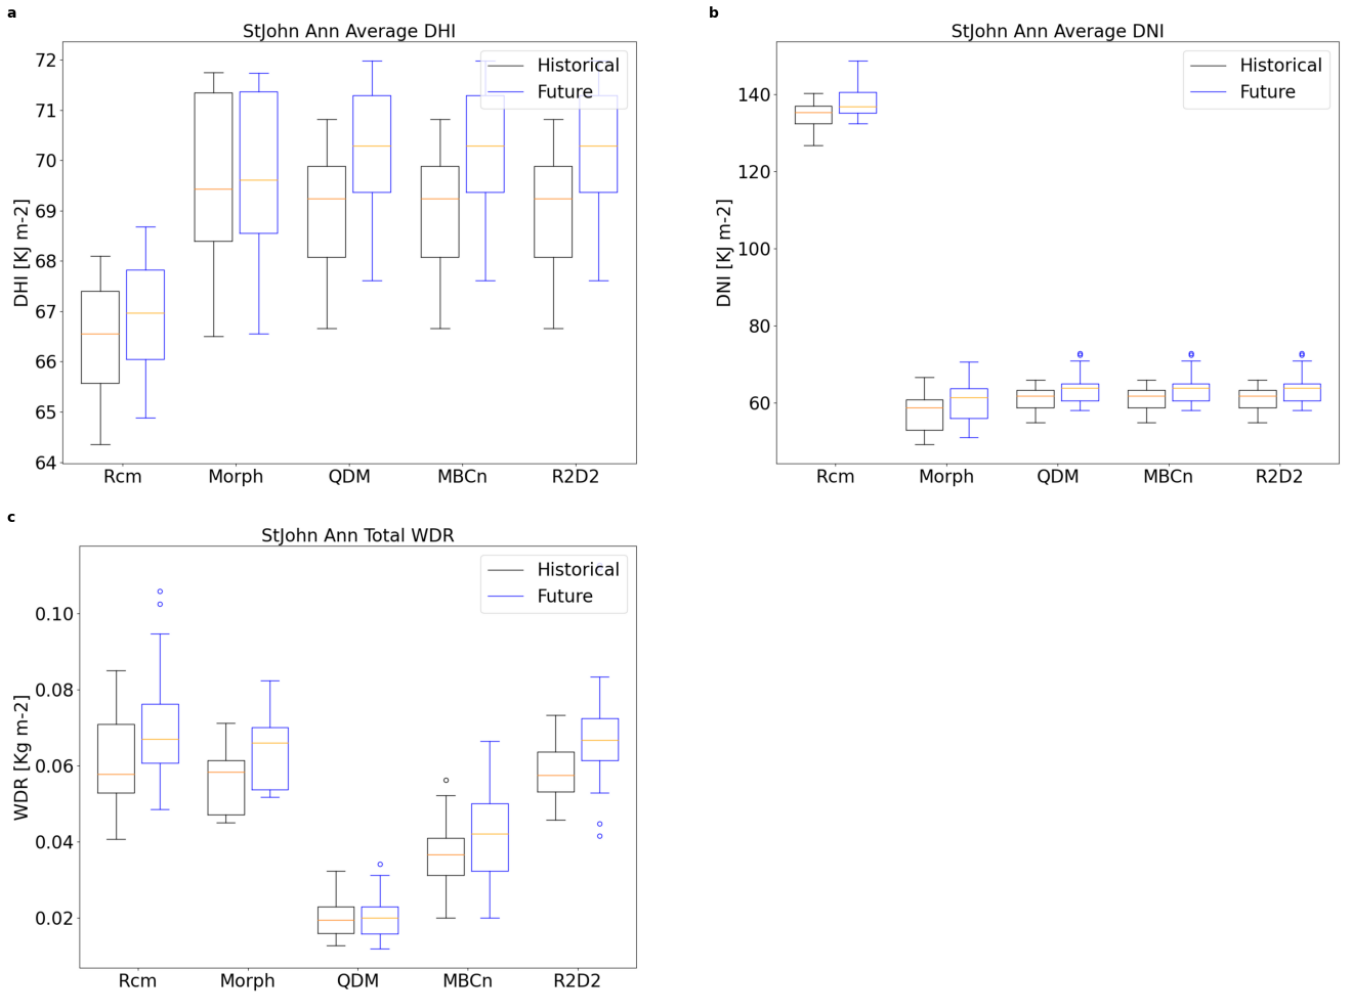 a
StJohn Ann Average DHI
72
71
70
69
68
67
66
65
64
DHI [KJ m-2]
Historical
Future
Rcm Morph QDM MBCn R2D2
b
StJohn Ann Average DNI
140
120
100
80
60
DNI [KJ m-2]
Historical
Future
Rcm Morph QDM MBCn R2D2
c
StJohn Ann Total WDR
0.10
0.08
0.06
0.04
0.02
WDR [Kg m-2]
Historical
Future
Rcm Morph QDM MBCn R2D2